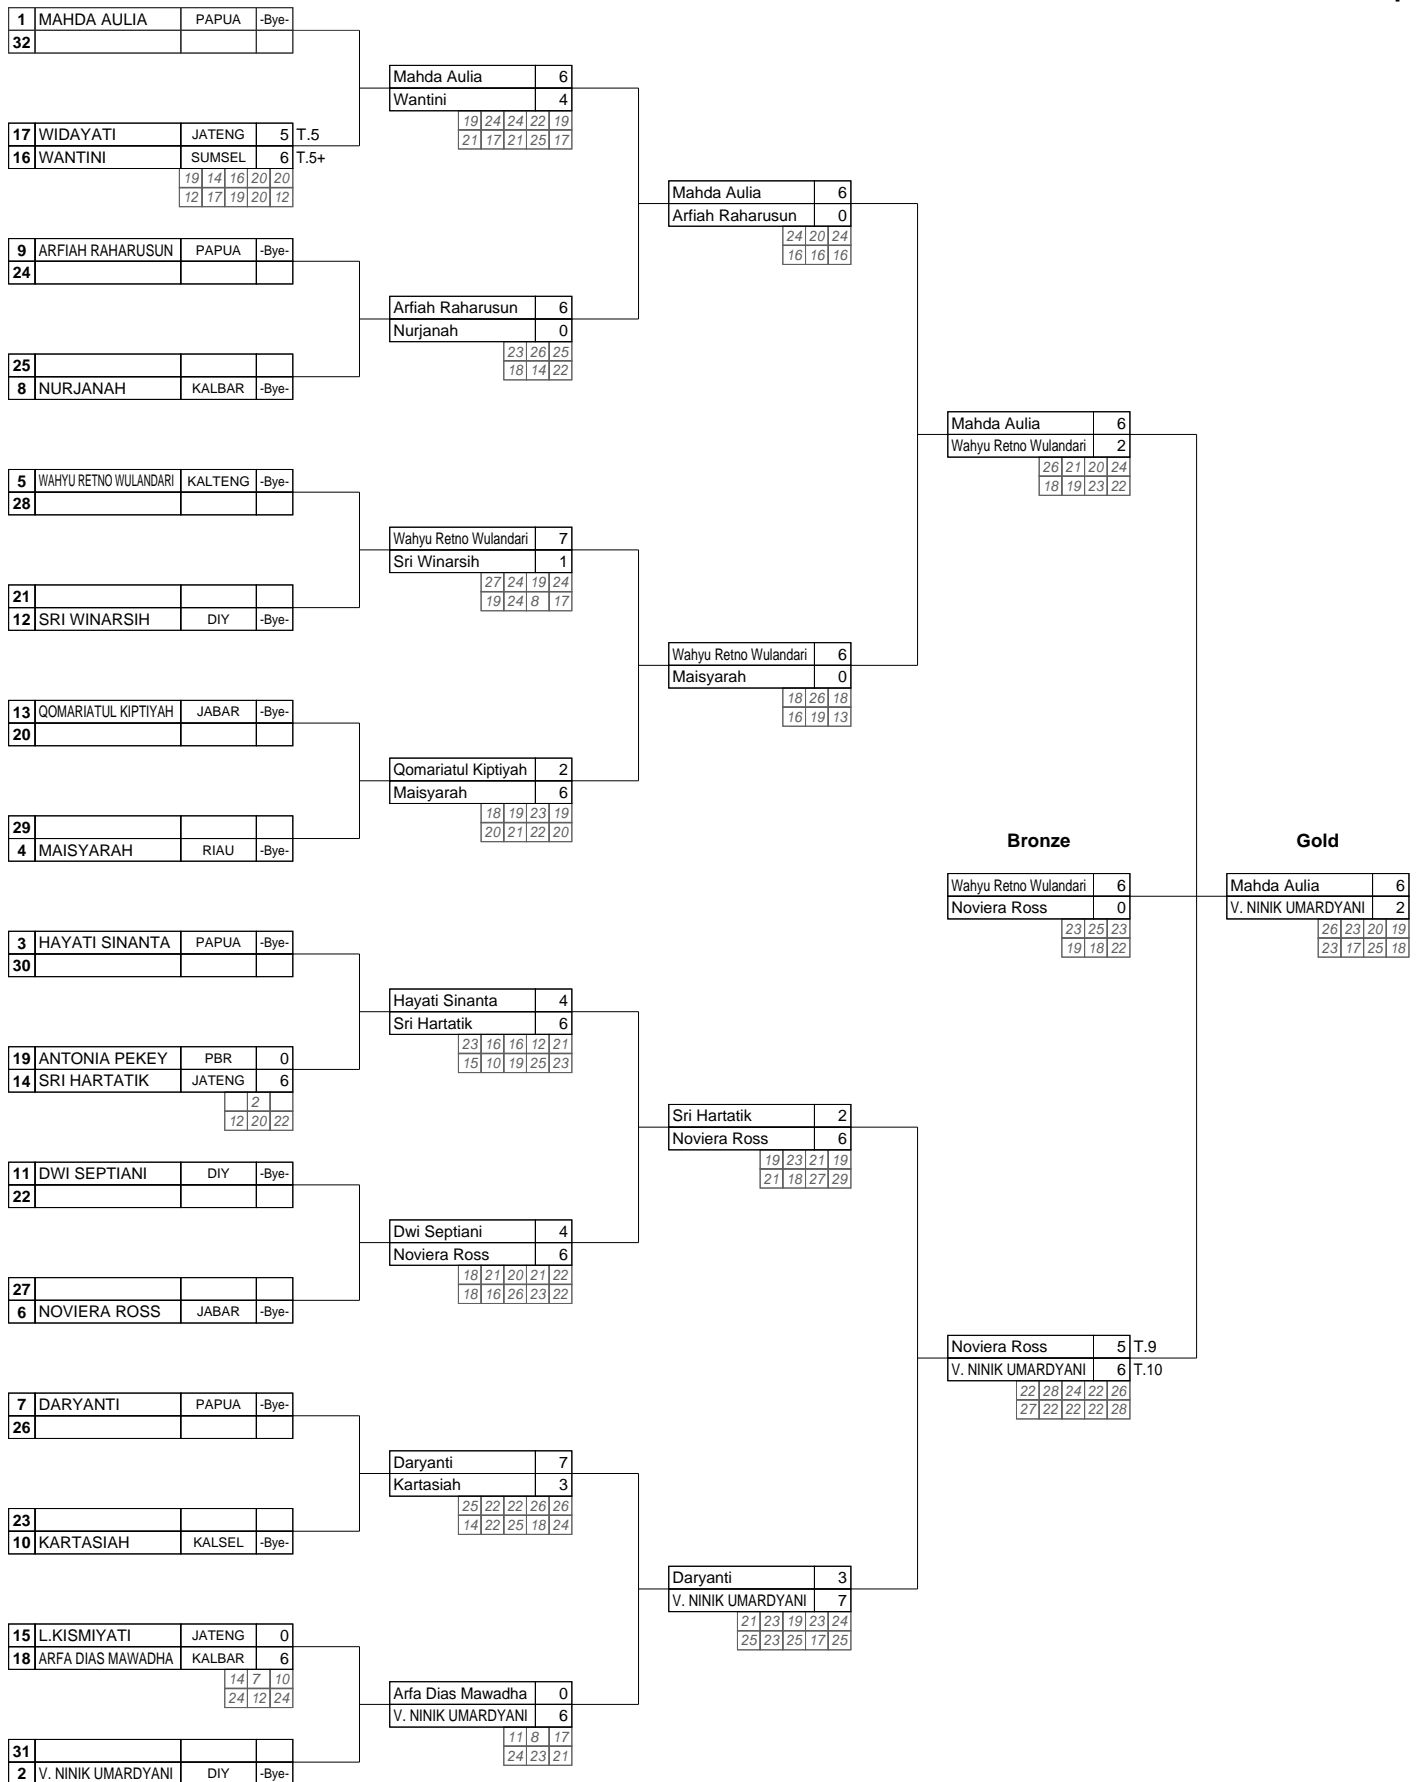 1 MAHDA AULIA PAPUA -Bye-
32
Mahda Aulia 6
Wantini 4
19 24 24 22 19
21 17 21 25 17
17 WIDAYATI JATENG 5 T.5
16 WANTINI SUMSEL 6 T.5+
19 14 16 20 20
12 17 19 20 12
Mahda Aulia 6
Arfiah Raharusun 0
24 20 24
16 16 16
9 ARFIAH RAHARUSUN PAPUA -Bye-
24
Arfiah Raharusun 6
Nurjanah 0
23 26 25
18 14 22
25
8 NURJANAH KALBAR -Bye-
Mahda Aulia 6
Wahyu Retno Wulandari 2
26 21 20 24
18 19 23 22
5 WAHYU RETNO WULANDARI KALTENG -Bye-
28
Wahyu Retno Wulandari 7
Sri Winarsih 1
27 24 19 24
19 24 8 17
21
12 SRI WINARSIH DIY -Bye-
Wahyu Retno Wulandari 6
Maisyarah 0
18 26 18
16 19 13
13 QOMARIATUL KIPTIYAH JABAR -Bye-
20
Qomariatul Kiptiyah 2
Maisyarah 6
18 19 23 19
20 21 22 20
29
4 MAISYARAH RIAU -Bye-
Bronze Gold
Wahyu Retno Wulandari 6
Noviera Ross 0
23 25 23
19 18 22
Mahda Aulia 6
V. NINIK UMARDYANI 2
26 23 20 19
23 17 25 18
3 HAYATI SINANTA PAPUA -Bye-
30
Hayati Sinanta 4
Sri Hartatik 6
23 16 16 12 21
15 10 19 25 23
19 ANTONIA PEKEY PBR 0
14 SRI HARTATIK JATENG 6
2
12 20 22
Sri Hartatik 2
Noviera Ross 6
19 23 21 19
21 18 27 29
11 DWI SEPTIANI DIY -Bye-
22
Dwi Septiani 4
Noviera Ross 6
18 21 20 21 22
18 16 26 23 22
27
6 NOVIERA ROSS JABAR -Bye-
Noviera Ross 5 T.9
V. NINIK UMARDYANI 6 T.10
22 28 24 22 26
27 22 22 22 28
7 DARYANTI PAPUA -Bye-
26
Daryanti 7
Kartasiah 3
25 22 22 26 26
14 22 25 18 24
23
10 KARTASIAH KALSEL -Bye-
Daryanti 3
V. NINIK UMARDYANI 7
21 23 19 23 24
25 23 25 17 25
15 L.KISMIYATI JATENG 0
18 ARFA DIAS MAWADHA KALBAR 6
14 7 10
24 12 24
Arfa Dias Mawadha 0
V. NINIK UMARDYANI 6
11 8 17
24 23 21
31
2 V. NINIK UMARDYANI DIY -Bye-